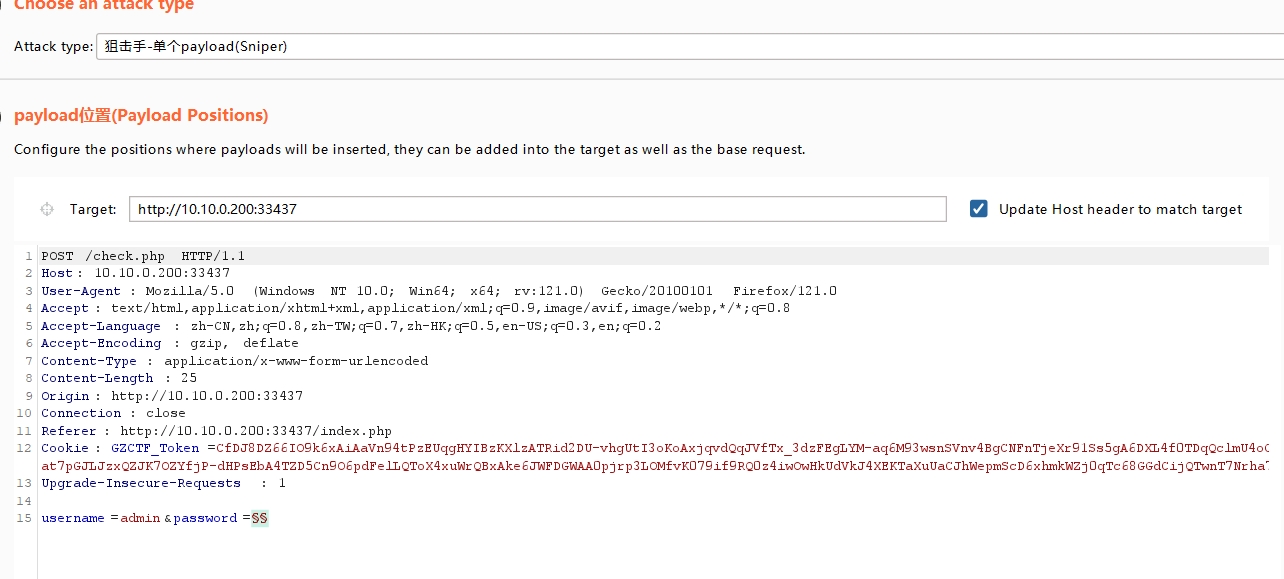 Choose an attack type
Attack type: 狙击手-单个payload(Sniper)
payload位置(Payload Positions)
Configure the positions where payloads will be inserted, they can be added into the target as well as the base request.
Target: http://10.10.0.200:33437 Update Host header to match target
1 POST /check.php HTTP/1.1
2 Host: 10.10.0.200:33437
3 User-Agent: Mozilla/5.0 (Windows NT 10.0; Win64; x64; rv:121.0) Gecko/20100101 Firefox/121.0
4 Accept: text/html,application/xhtml+xml,application/xml;q=0.9,image/avif,image/webp,*/*;q=0.8
5 Accept-Language: zh-CN,zh;q=0.8,zh-TW;q=0.7,zh-HK;q=0.5,en-US;q=0.3,en;q=0.2
6 Accept-Encoding: gzip, deflate
7 Content-Type: application/x-www-form-urlencoded
8 Content-Length: 25
9 Origin: http://10.10.0.200:33437
10 Connection: close
11 Referer: http://10.10.0.200:33437/index.php
12 Cookie: GZCTF_Token=
13 Upgrade-Insecure-Requests: 1
14
15 username=admin&password=§§